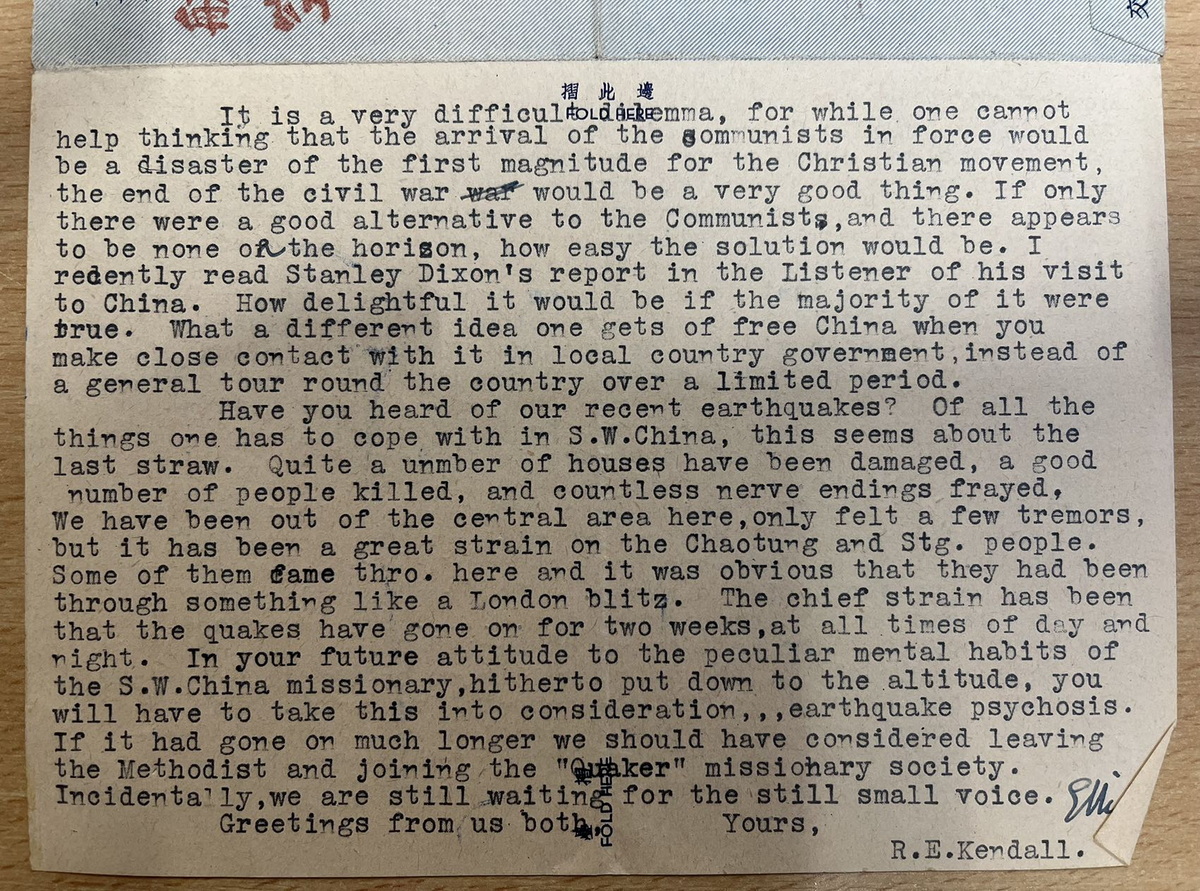 摺此邊
FOLD HERE
It is a very difficult dilemma, for while one cannot
help thinking that the arrival of the communists in force would
be a disaster of the first magnitude for the Christian movement,
the end of the civil war war would be a very good thing. If only
there were a good alternative to the Communists,,and there appears
to be none on the horison, how easy the solution would be. I
redently read Stanley Dixon's report in the Listener of his visit
to China. How delightful it would be if the majority of it were
true. What a different idea one gets of free China when you
make close contact with it in local country government,instead of
a general tour round the country over a limited period.
Have you heard of our recent earthquakes? Of all the
things one has to cope with in S.W.China, this seems about the
last straw. Quite a unmber of houses have been damaged, a good
number of people killed, and countless nerve endings frayed,
We have been out of the central area here,only felt a few tremors,
but it has been a great strain on the Chaotung and Stg. people.
Some of them came thro. here and it was obvious that they had been
through something like a London blitz. The chief strain has been
that the quakes have gone on for two weeks,at all times of day and
night. In your future attitude to the peculiar mental habits of
the S.W.China missionary,hitherto put down to the altitude, you
will have to take this into consideration,,,earthquake psychosis.
If it had gone on much longer we should have considered leaving
the Methodist and joining the "Quaker" missionary society.
Incidentally,we are still waiting for the still small voice.
Greetings from us both, Yours,
R.E.Kendall.
FOLD HERE